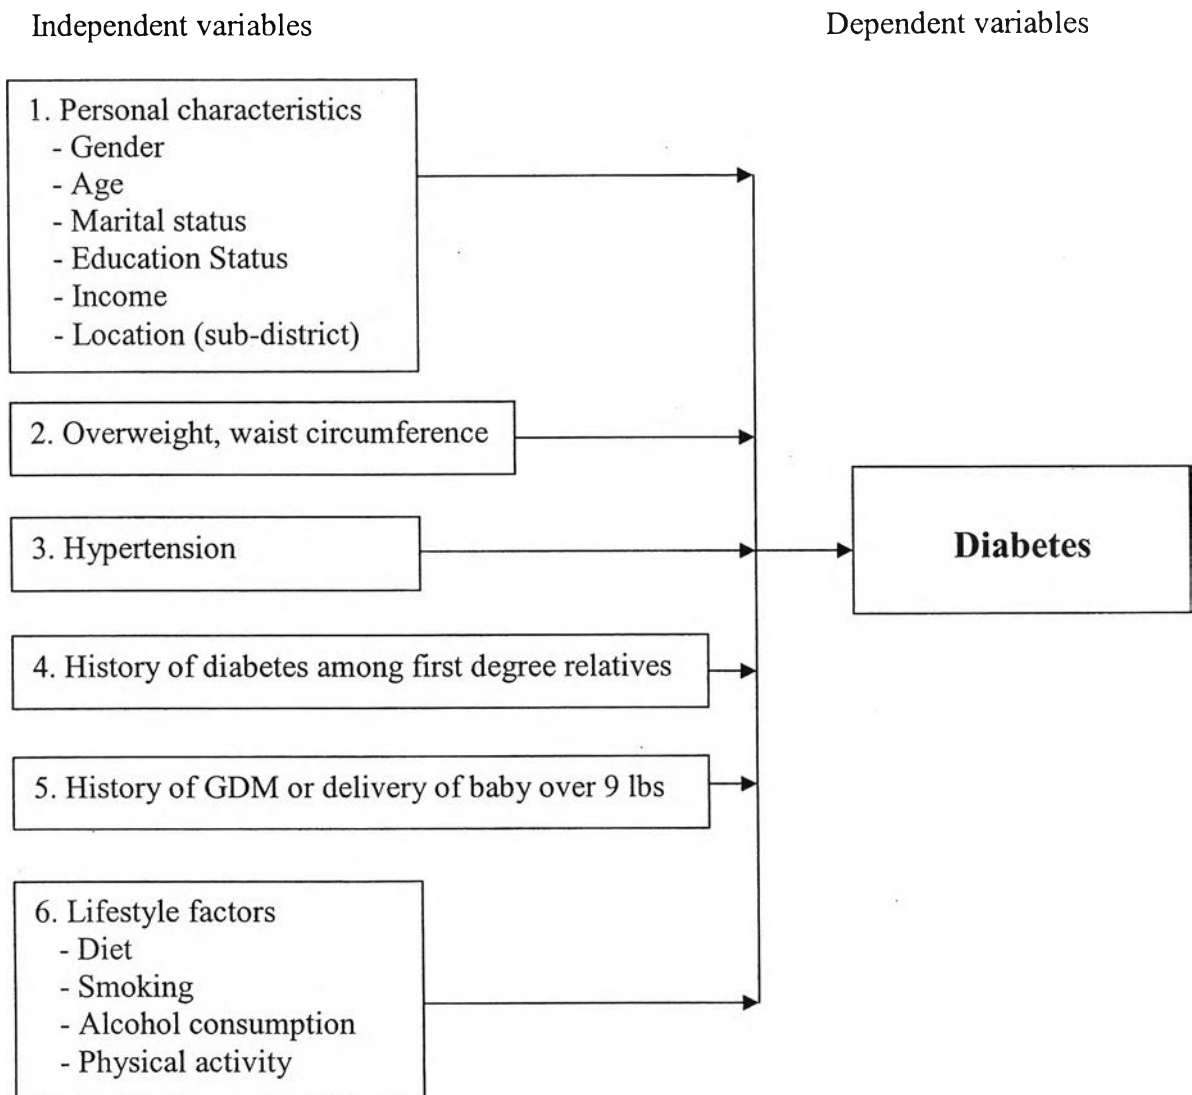 Independent variables
Dependent variables
1. Personal characteristics
- Gender
- Age
- Marital status
- Education Status
- Income
- Location (sub-district)
2. Overweight, waist circumference
3. Hypertension
Diabetes
4. History of diabetes among first degree relatives
5. History of GDM or delivery of baby over 9 lbs
6. Lifestyle factors
- Diet
- Smoking
- Alcohol consumption
- Physical activity